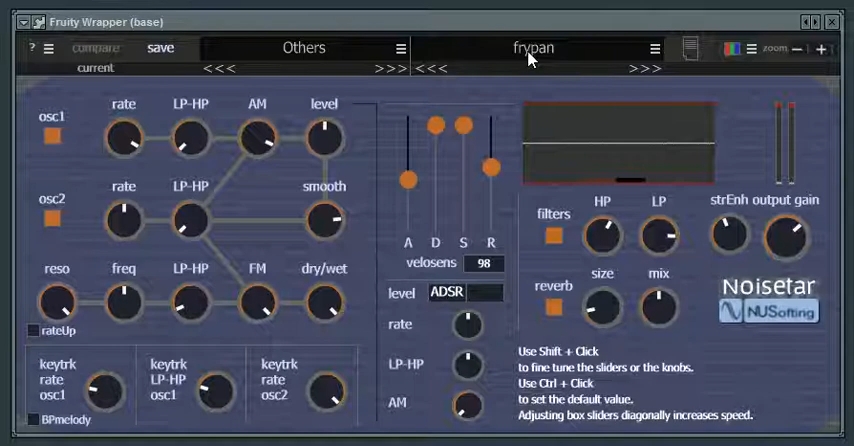 Fruity Wrapper (base)
? compare save Others frypan zoom
current <<< >>> <<< >>>
osc1 rate LP-HP AM level
osc2 rate LP-HP smooth
reso freq LP-HP FM dry/wet
rateUp
keytrk rate osc1
keytrk LP-HP osc1
keytrk rate osc2
BPmelody
A D S R
velosens 98
level ADSR
rate
LP-HP
AM
filters HP LP strEnh output gain
reverb size mix
Noisetar
NUSofting
Use Shift + Click
to fine tune the sliders or the knobs.
Use Ctrl + Click
to set the default value.
Adjusting box sliders diagonally increases speed.